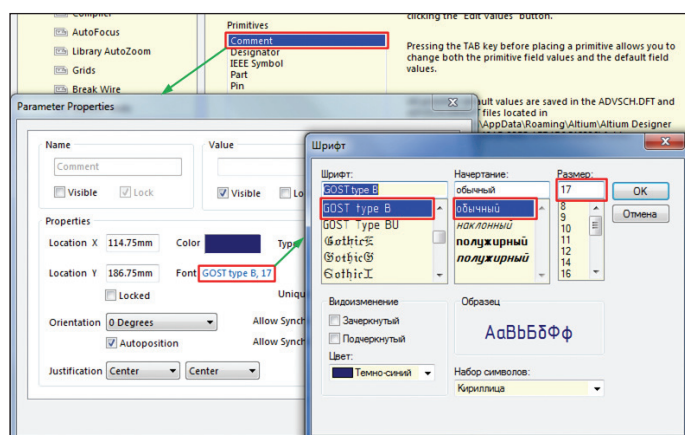 Compiler
AutoFocus
Library AutoZoom
Grids
Break Wire
Primitives
Comment
Designator
IEEE Symbol
Part
Pin
clicking the "Edit Values" button.
Pressing the TAB key before placing a primitive allows you to
change both the primitive field values and the default field
values.
ault values are saved in the ADVSCH.DFT and
files located in
\AppData\Roaming\Altium\Altium Designer
Parameter Properties
Name
Comment
Visible
Lock
Value
Visible
Lo
Properties
Location X 114.75mm Color Type
Location Y 186.75mm Font GOST type B, 17
Locked Uniqu
Orientation 0 Degrees Allow Synch
Autoposition Allow Synch
Justification Center Center
Шрифт
Шрифт:
GOST type B
GOST type B
GOST type BU
GothicE
GothicG
GothicI
Начертание:
обычный
обычный
наклонный
полужирный
полужирный
Размер:
17
8
9
10
11
12
14
16
OK
Отмена
Видоизменение
Зачеркнутый
Подчеркнутый
Цвет:
Темно-синий
Образец
АаВbБбФф
Набор символов:
Кириллица